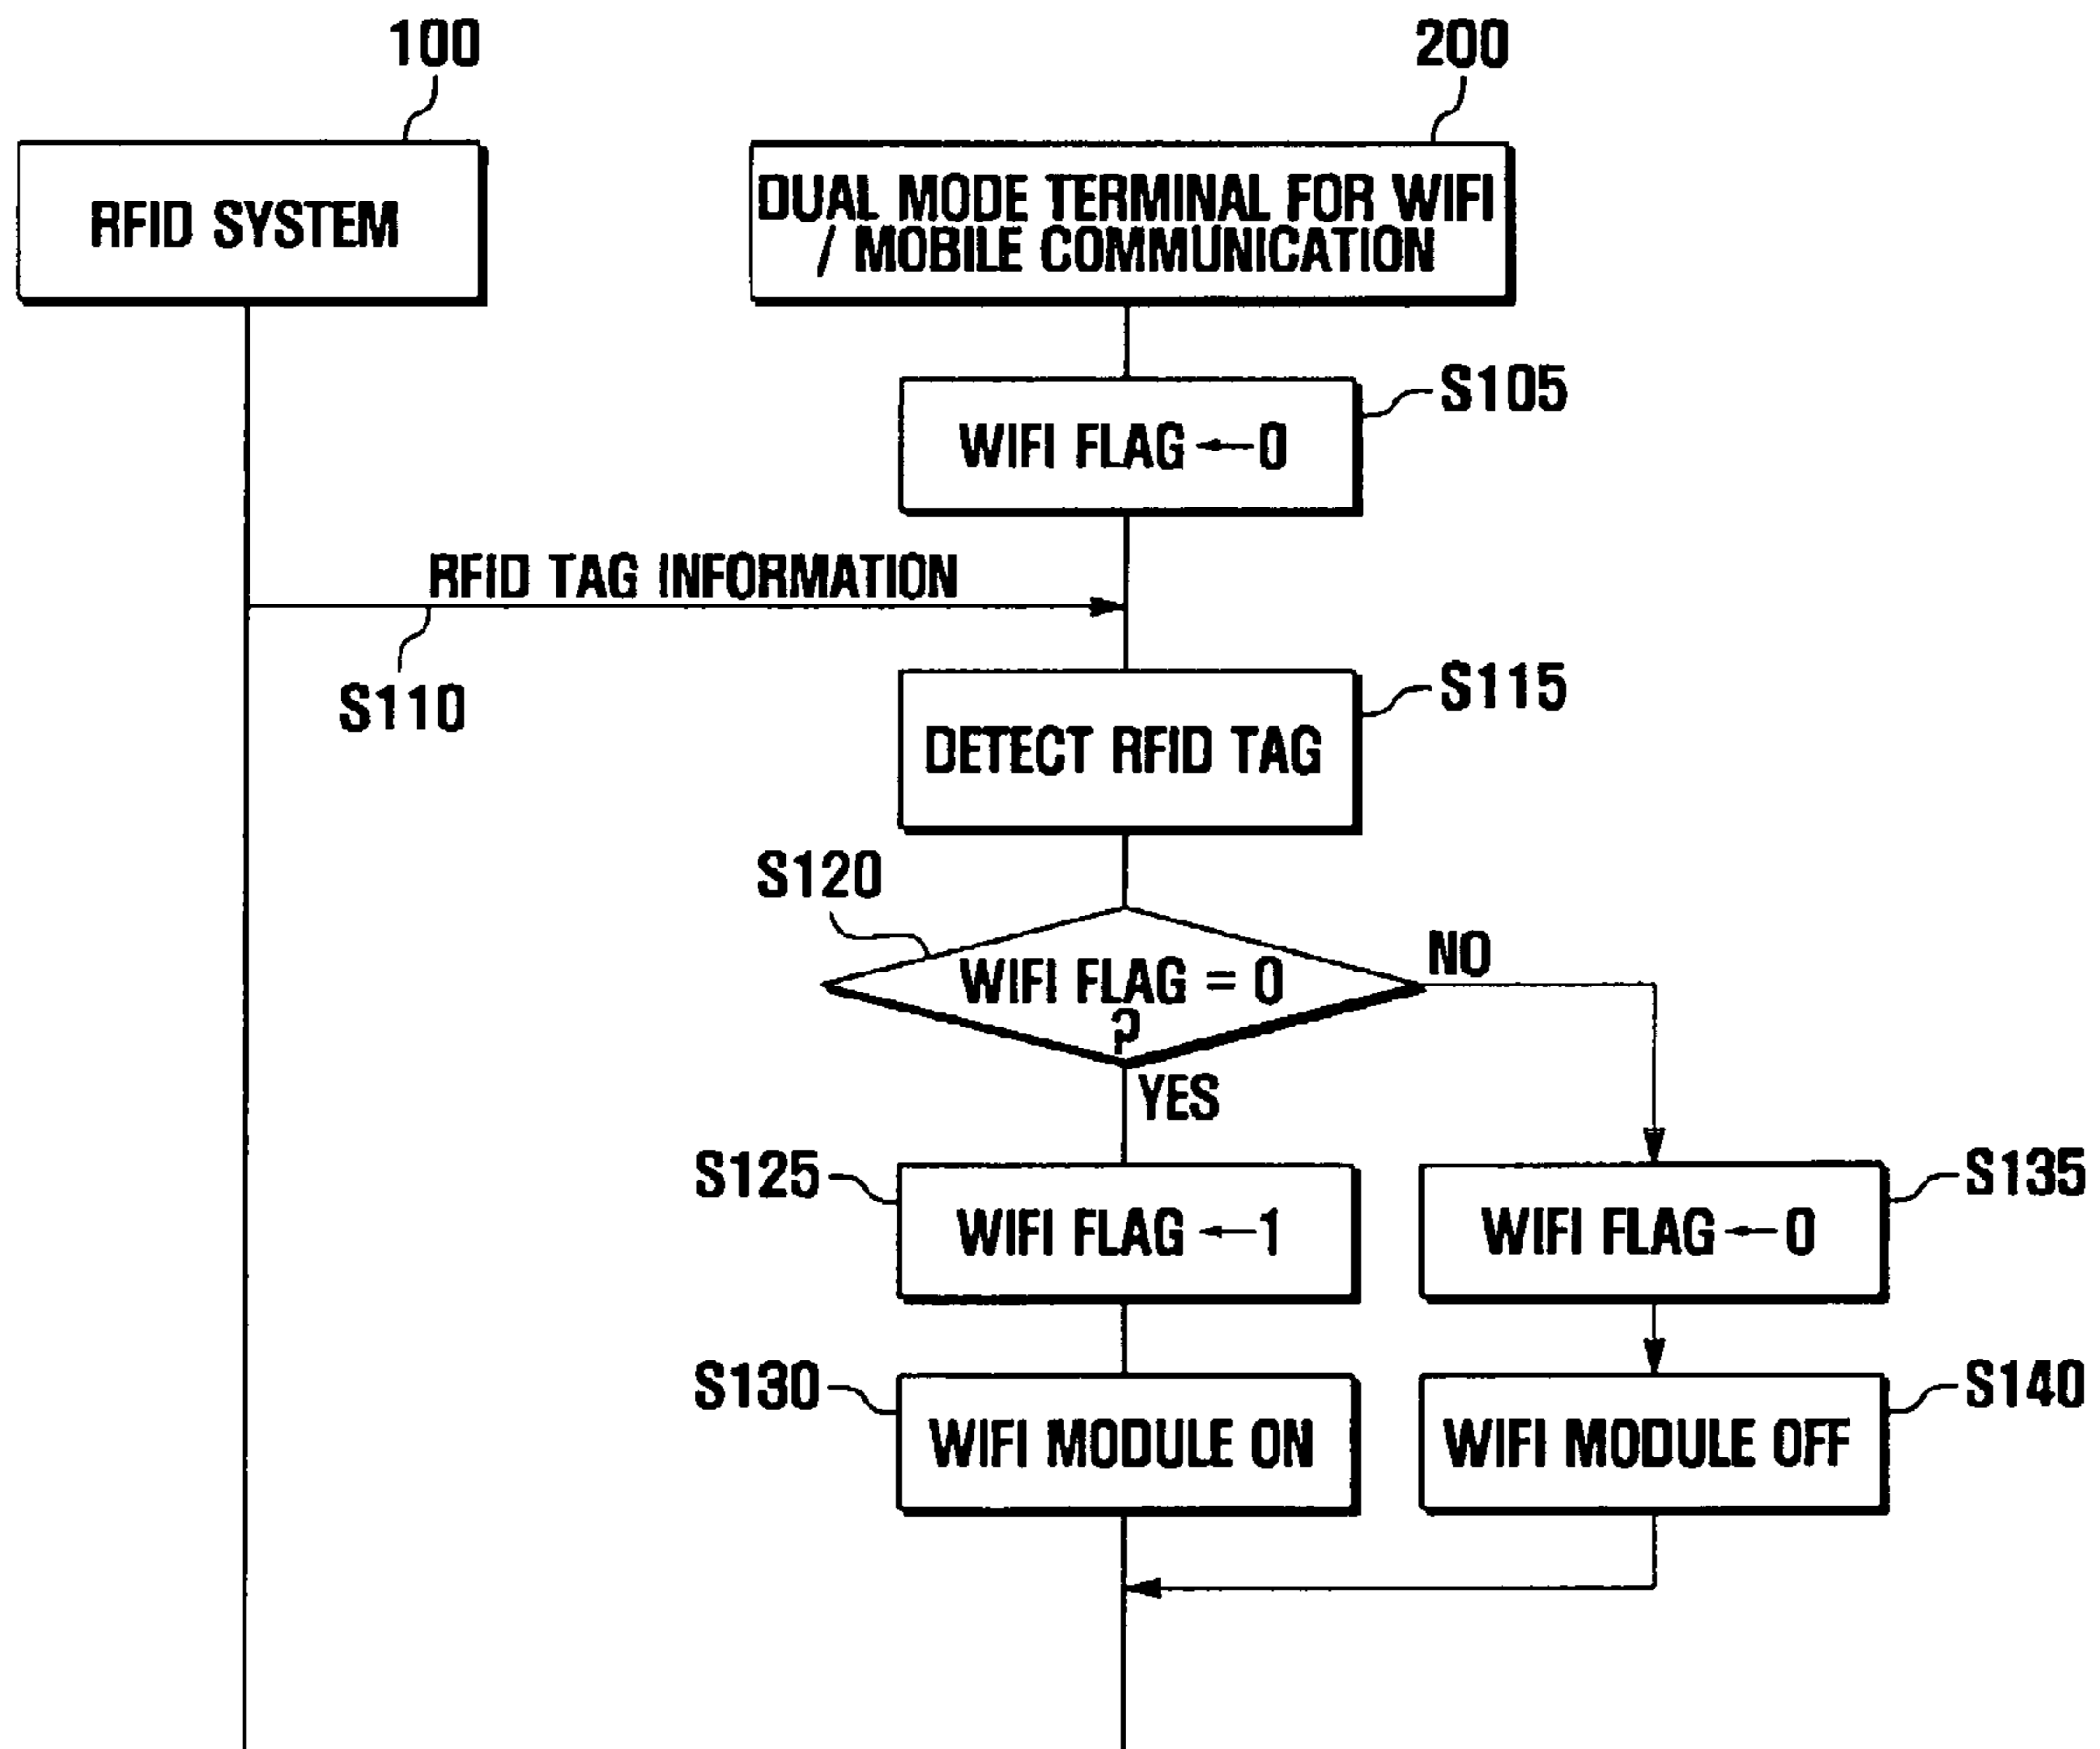 100
200
RFID SYSTEM
DUAL MODE TERMINAL FOR WIFI
/ MOBILE COMMUNICATION
S105
WIFI FLAG ← 0
RFID TAG INFORMATION
S110
S115
DETECT RFID TAG
S120
WIFI FLAG = 0
?
NO
YES
S125
WIFI FLAG ← 1
S135
WIFI FLAG ← 0
S130
WIFI MODULE ON
S140
WIFI MODULE OFF